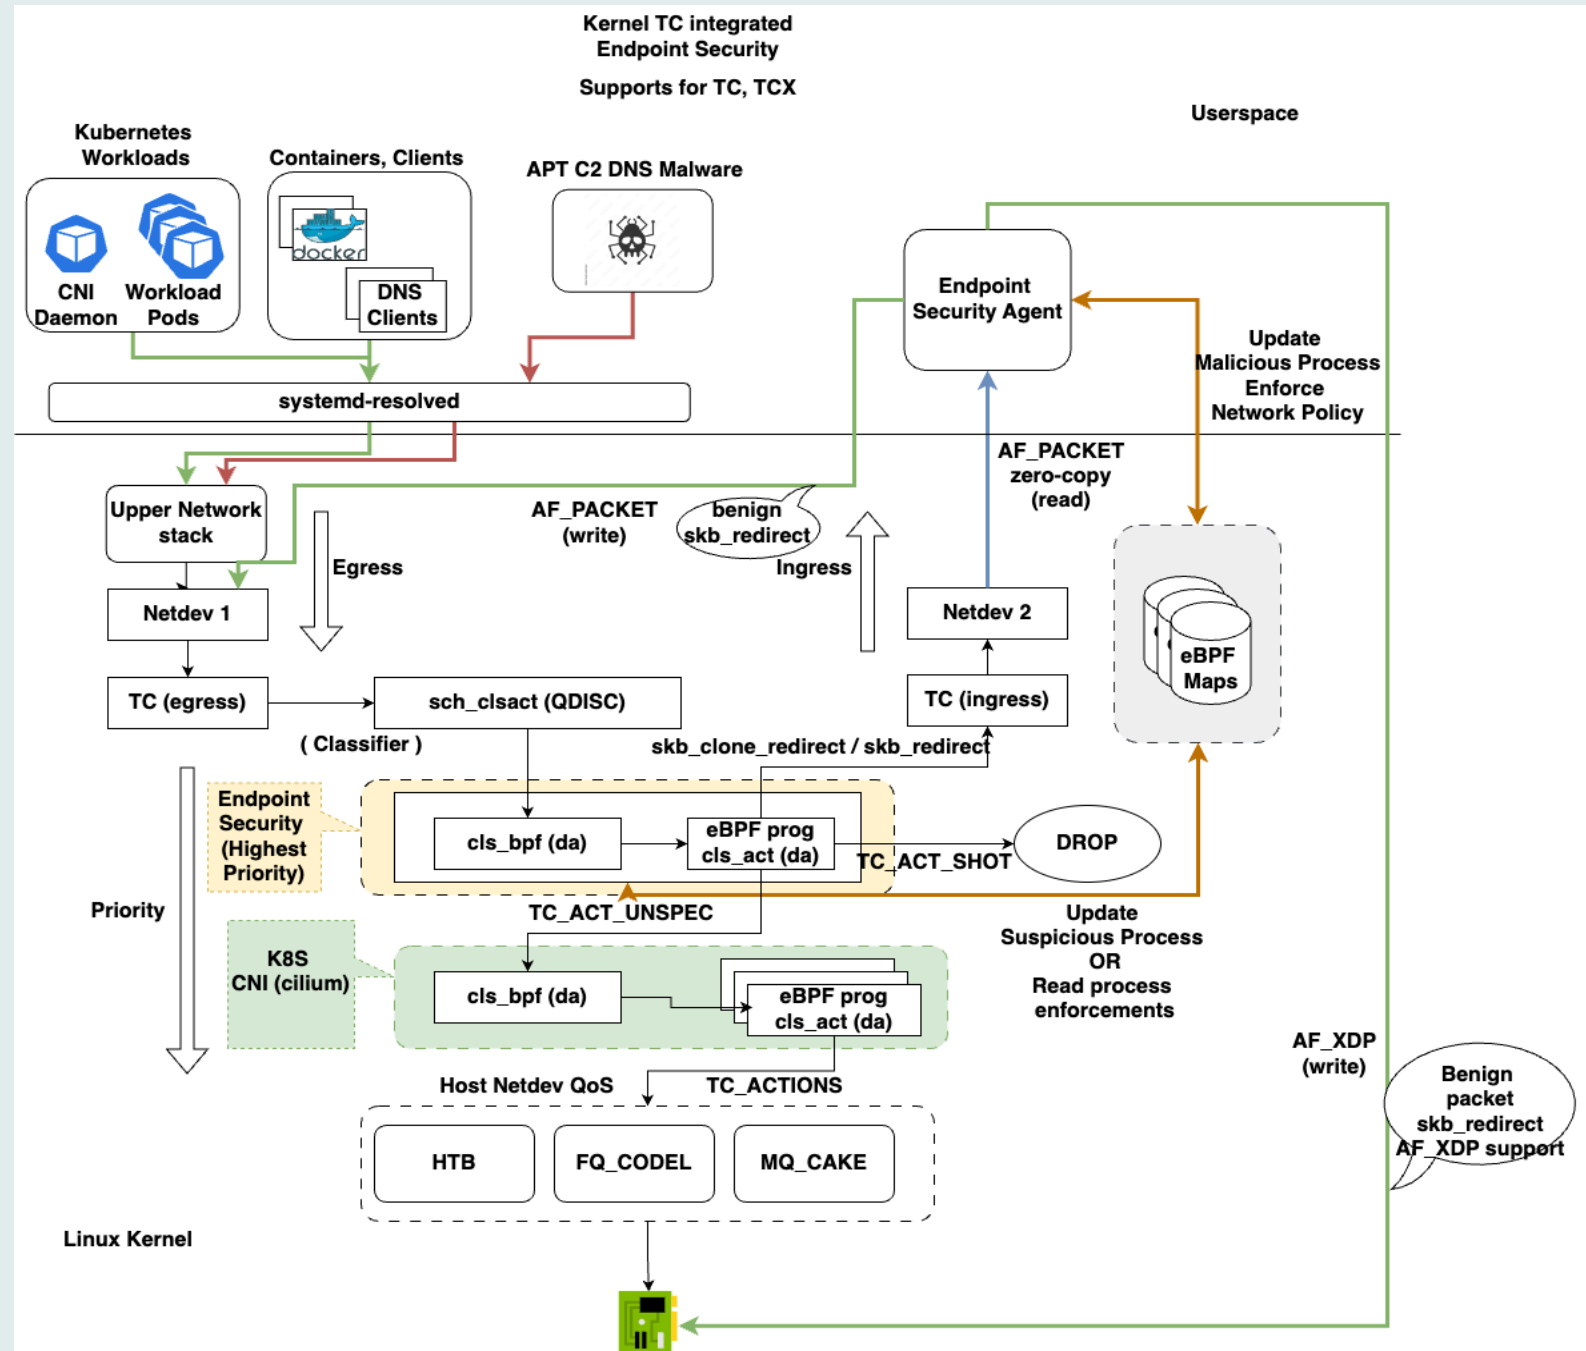 Kernel TC integrated
Endpoint Security
Supports for TC, TCX
Userspace
Kubernetes
Workloads
Containers, Clients
APT C2 DNS Malware
docker
CNI
Daemon
Workload
Pods
DNS
Clients
Endpoint
Security Agent
Update
Malicious Process
Enforce
Network Policy
systemd-resolved
AF_PACKET
zero-copy
(read)
Upper Network
stack
AF_PACKET
(write)
benign
skb_redirect
Egress
Ingress
Netdev 1
Netdev 2
eBPF
Maps
TC (egress)
sch_clsact (QDISC)
TC (ingress)
( Classifier )
skb_clone_redirect / skb_redirect
Endpoint
Security
(Highest
Priority)
cls_bpf (da)
eBPF prog
cls_act (da)
TC_ACT_SHOT
DROP
Priority
TC_ACT_UNSPEC
Update
Suspicious Process
OR
Read process
enforcements
K8S
CNI (cilium)
cls_bpf (da)
eBPF prog
cls_act (da)
AF_XDP
(write)
Benign
packet
skb_redirect
AF_XDP support
Host Netdev QoS
TC_ACTIONS
HTB
FQ_CODEL
MQ_CAKE
Linux Kernel